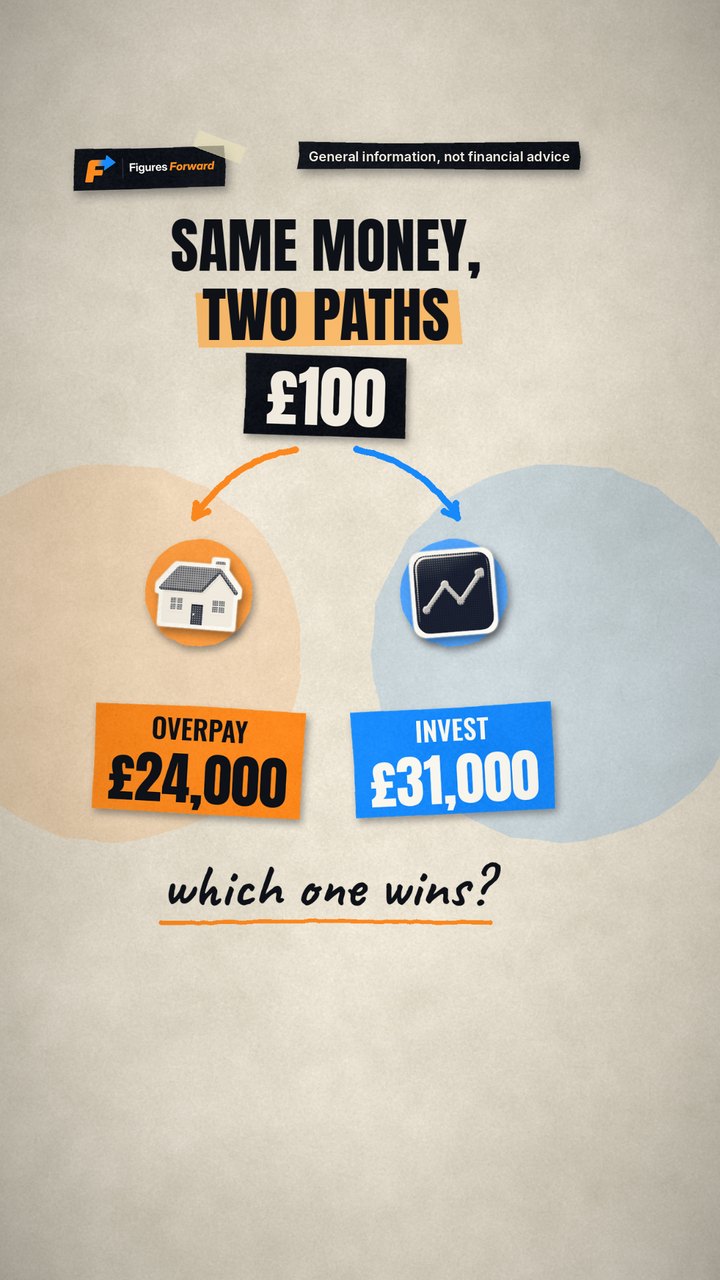 Figures Forward
General information, not financial advice
SAME MONEY,
TWO PATHS
£100
OVERPAY
£24,000
INVEST
£31,000
which one wins?